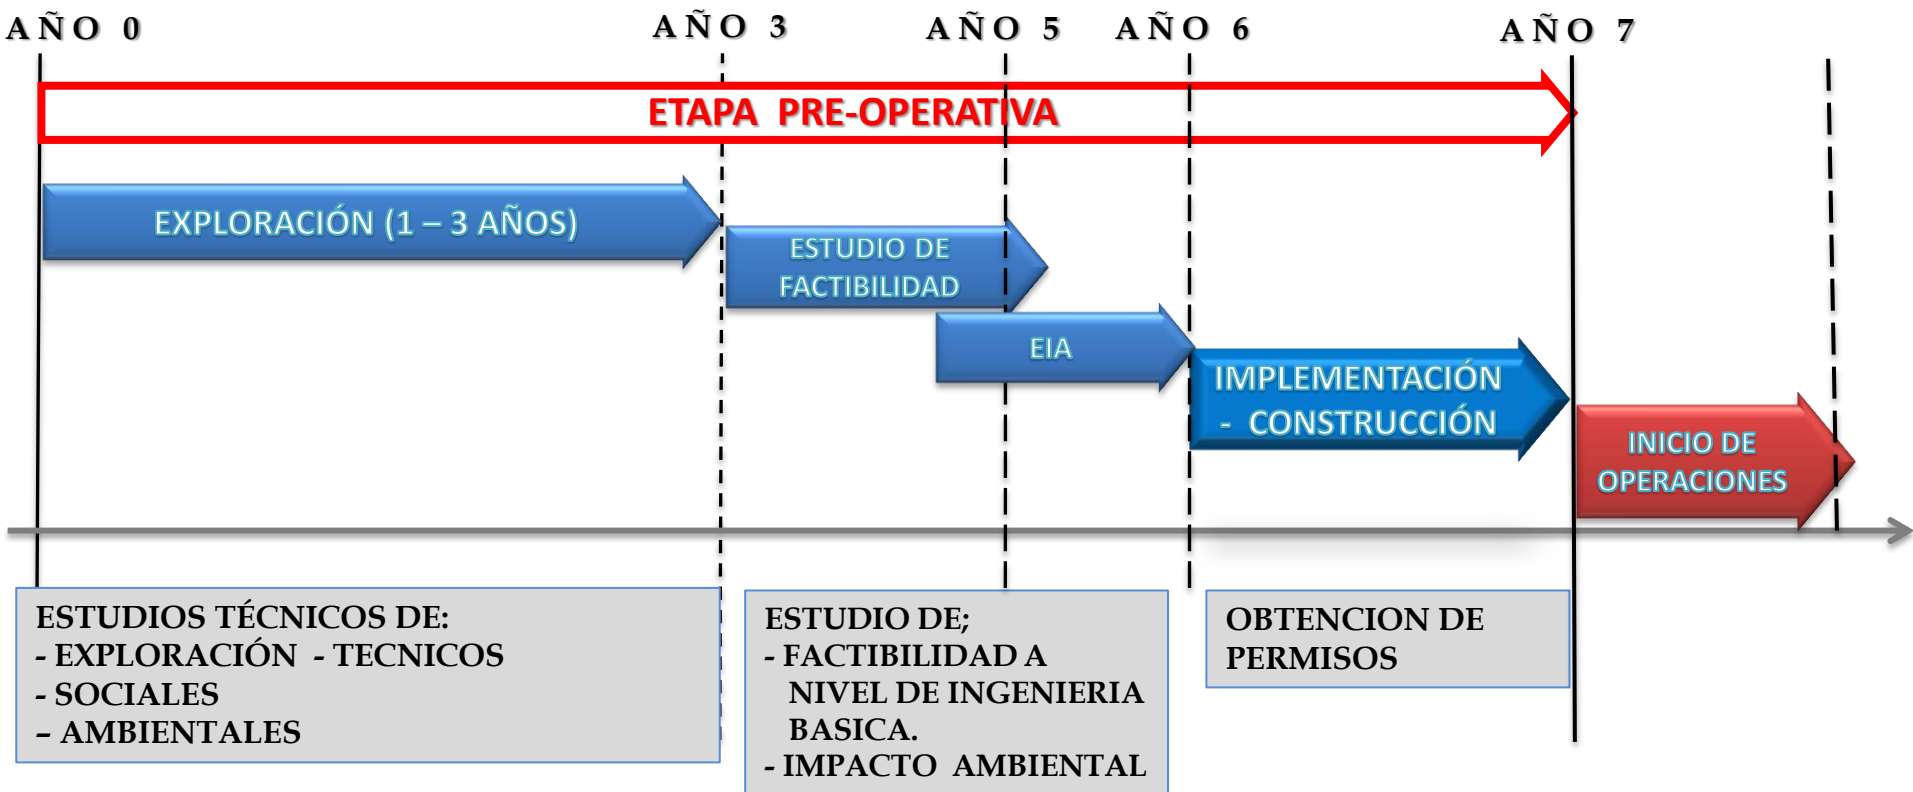 AÑO 0
AÑO 3
AÑO 5
AÑO 6
AÑO 7
ETAPA PRE-OPERATIVA
EXPLORACIÓN (1 – 3 AÑOS)
ESTUDIO DE
FACTIBILIDAD
EIA
IMPLEMENTACIÓN
- CONSTRUCCIÓN
INICIO DE
OPERACIONES
ESTUDIOS TÉCNICOS DE:
- EXPLORACIÓN - TECNICOS
- SOCIALES
– AMBIENTALES
ESTUDIO DE;
- FACTIBILIDAD A
NIVEL DE INGENIERIA
BASICA.
- IMPACTO AMBIENTAL
OBTENCION DE
PERMISOS